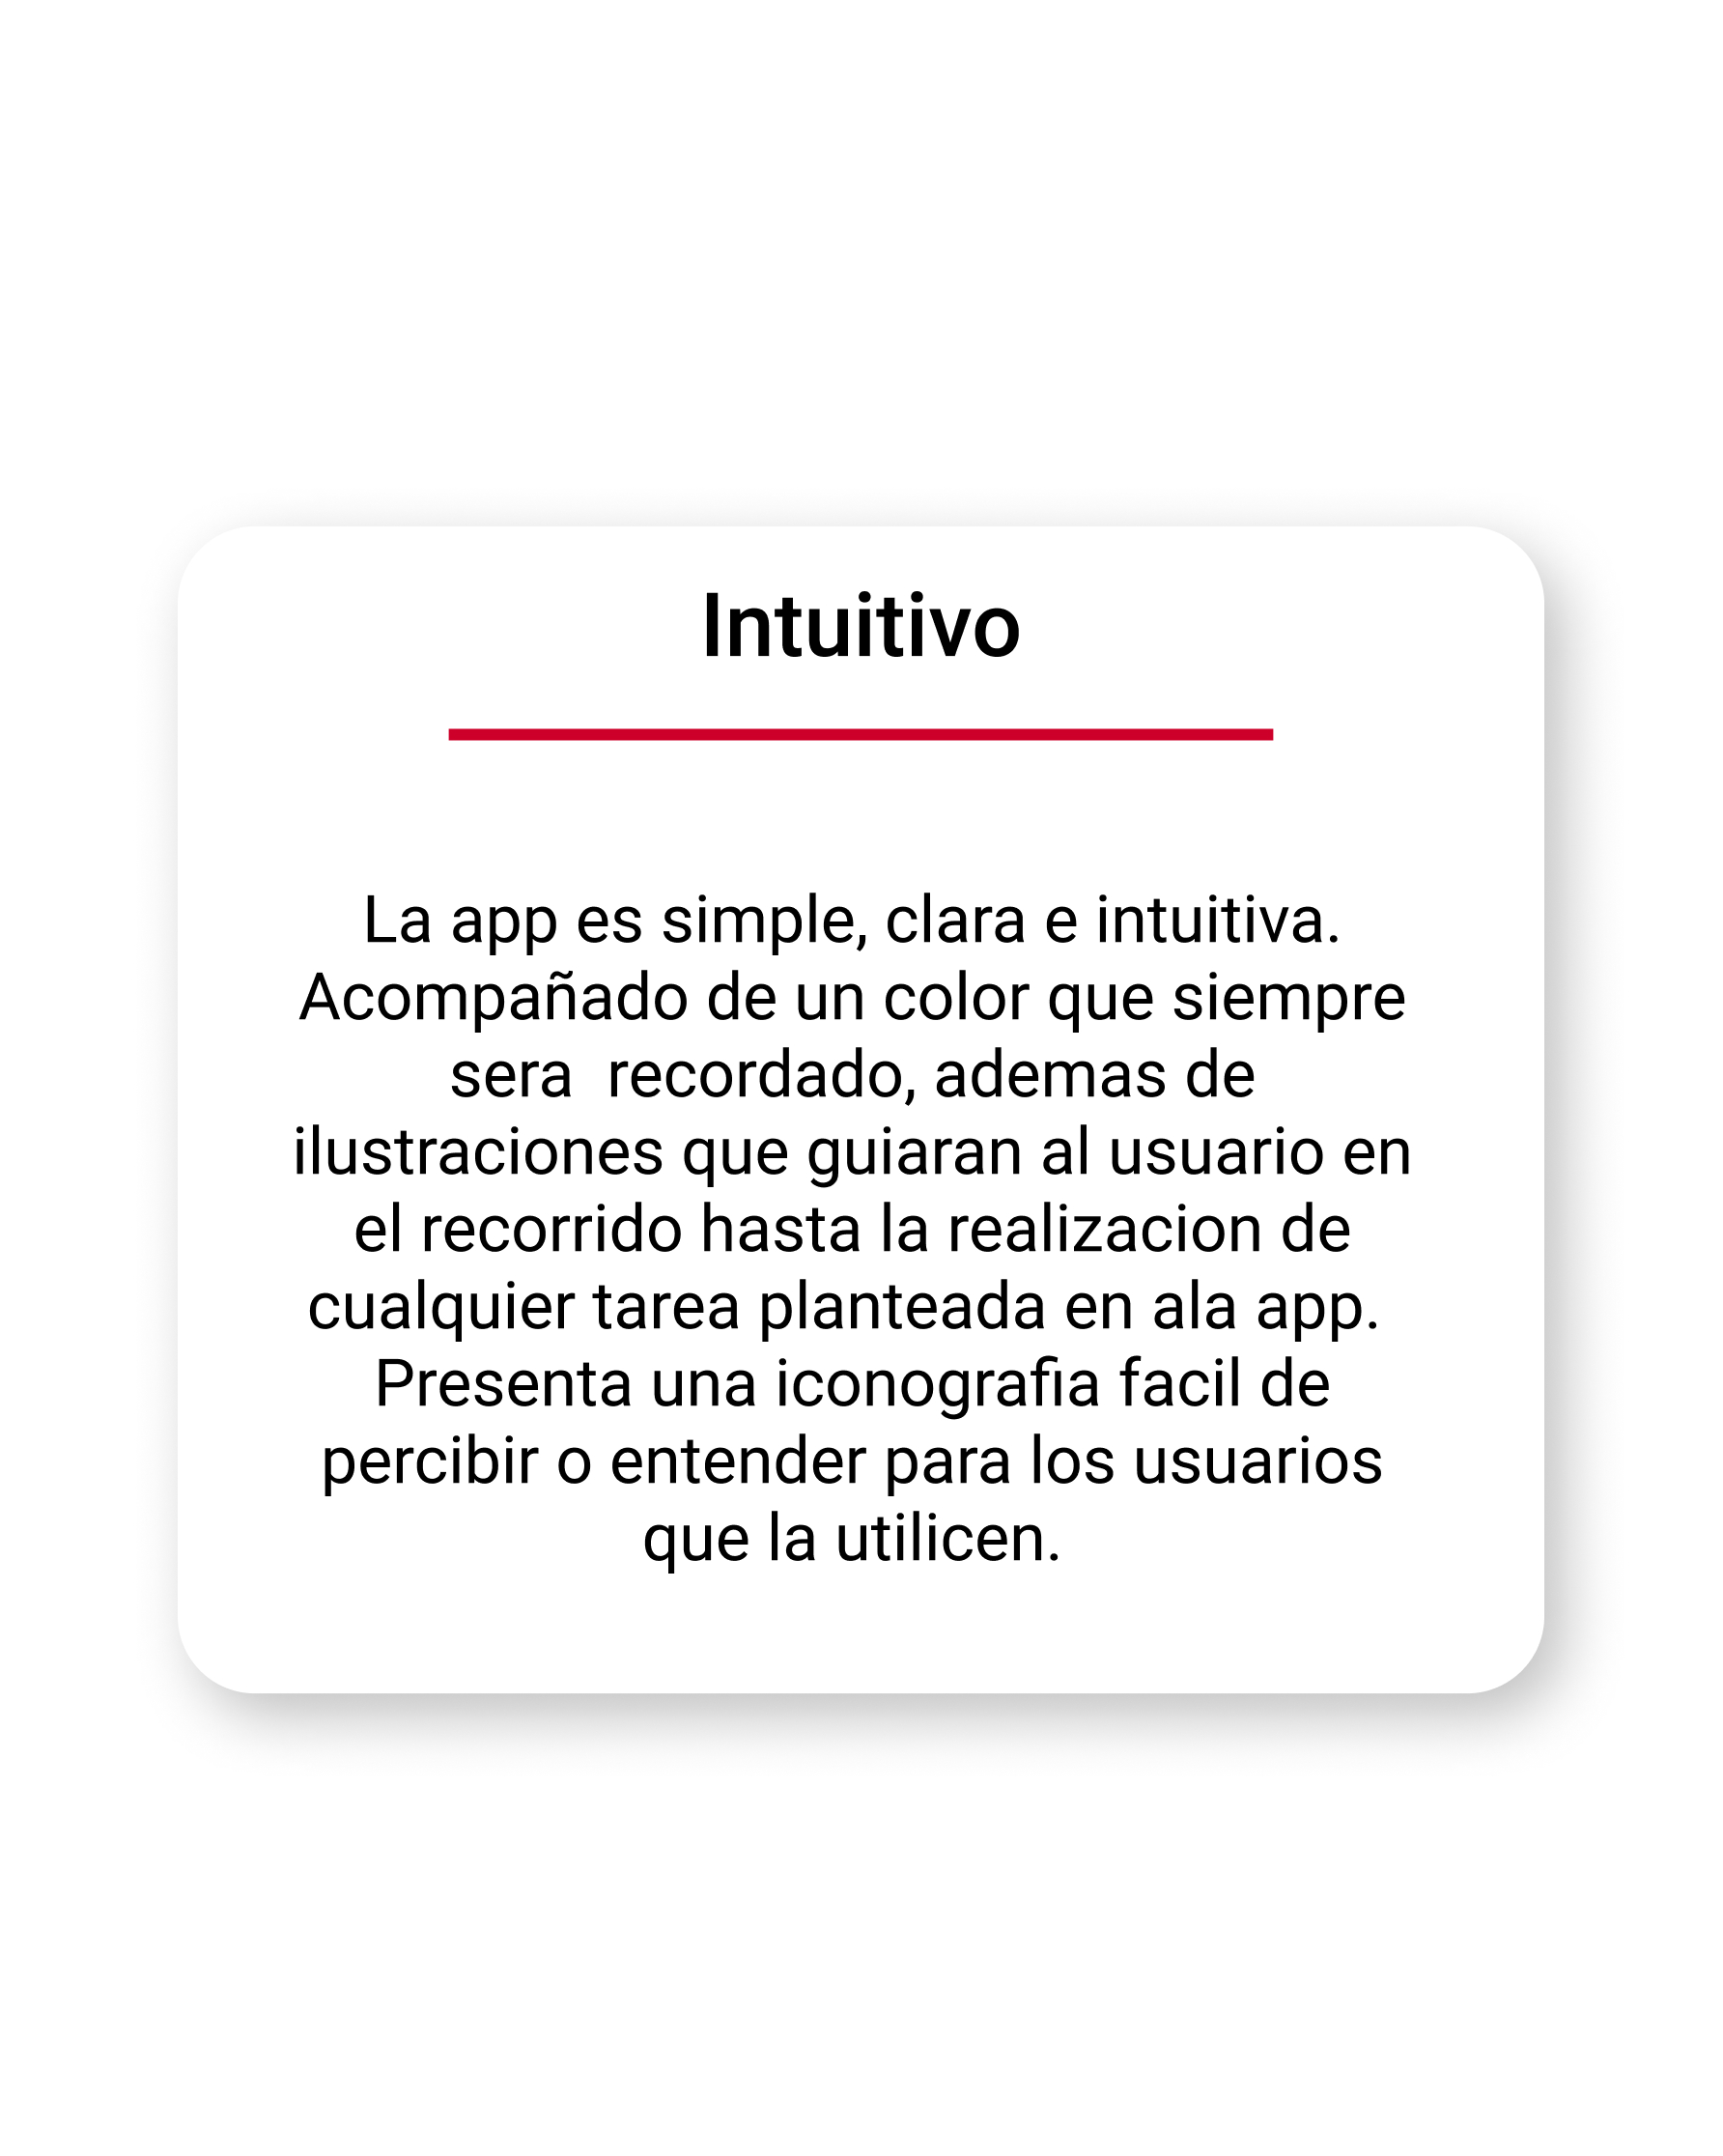 Intuitivo
La app es simple, clara e intuitiva.
Acompañado de un color que siempre
sera  recordado, ademas de
ilustraciones que guiaran al usuario en
el recorrido hasta la realizacion de
cualquier tarea planteada en ala app.
Presenta una iconografia facil de
percibir o entender para los usuarios
que la utilicen.